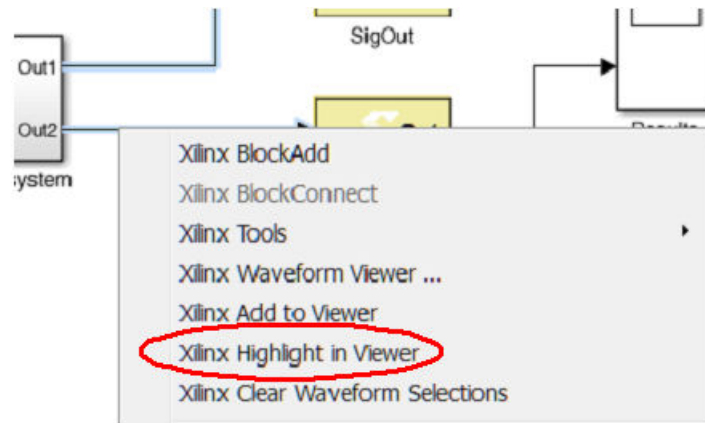 SigOut
Out1
Out2
system
Xilinx BlockAdd
Xilinx BlockConnect
Xilinx Tools
Xilinx Waveform Viewer ...
Xilinx Add to Viewer
Xilinx Highlight in Viewer
Xilinx Clear Waveform Selections